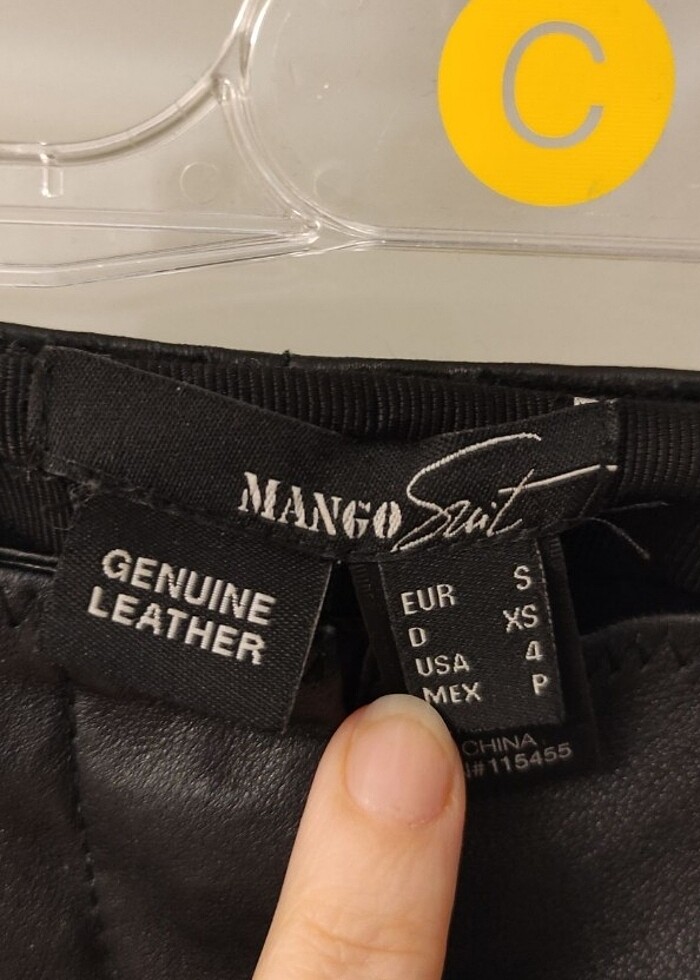 C
MANGO Suit
GENUINE
LEATHER
EUR S
D XS
USA 4
MEX P
CHINA
#115455